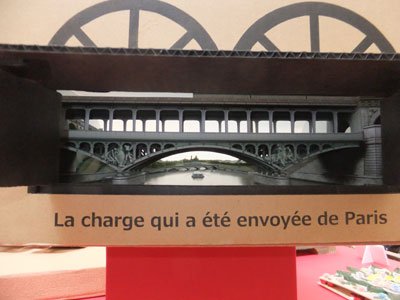 La charge qui a été envoyée de Paris